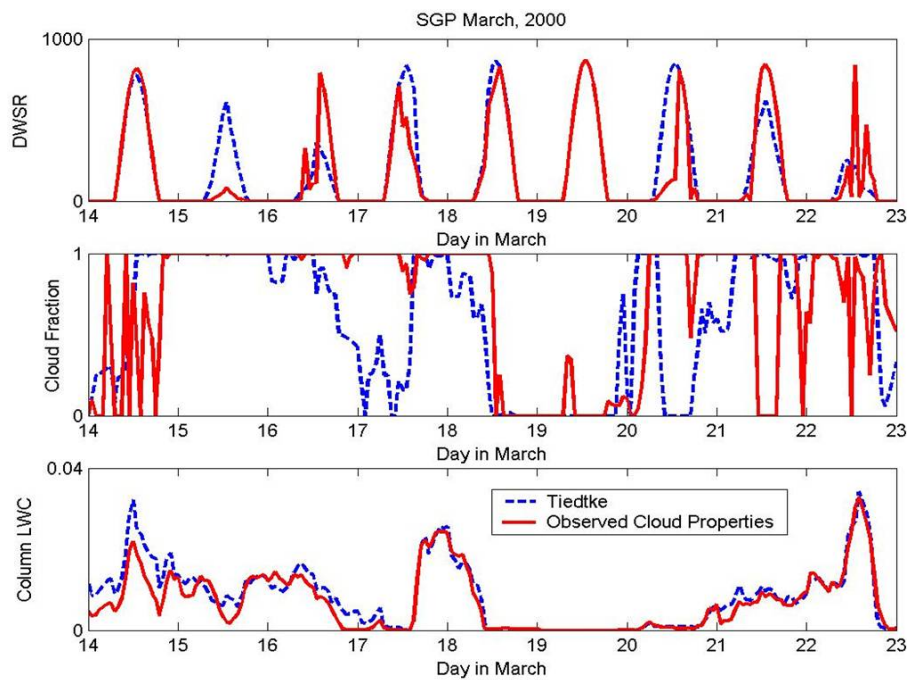 SGP March, 2000
1000
DWSR
0
14 15 16 17 18 19 20 21 22 23
Day in March
1
Cloud Fraction
0
14 15 16 17 18 19 20 21 22 23
Day in March
0.04
Column LWC
Tiedtke
Observed Cloud Properties
0
14 15 16 17 18 19 20 21 22 23
Day in March